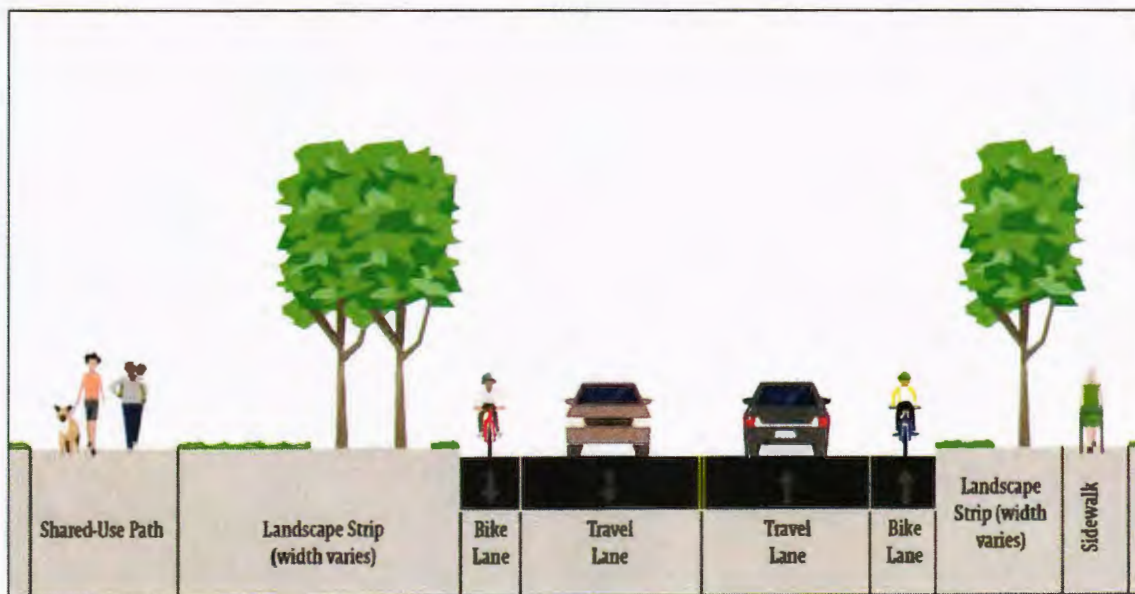 Shared-Use Path
Landscape Strip
(width varies)
Bike
Lane
Travel
Lane
Travel
Lane
Bike
Lane
Landscape
Strip (width
varies)
Sidewalk